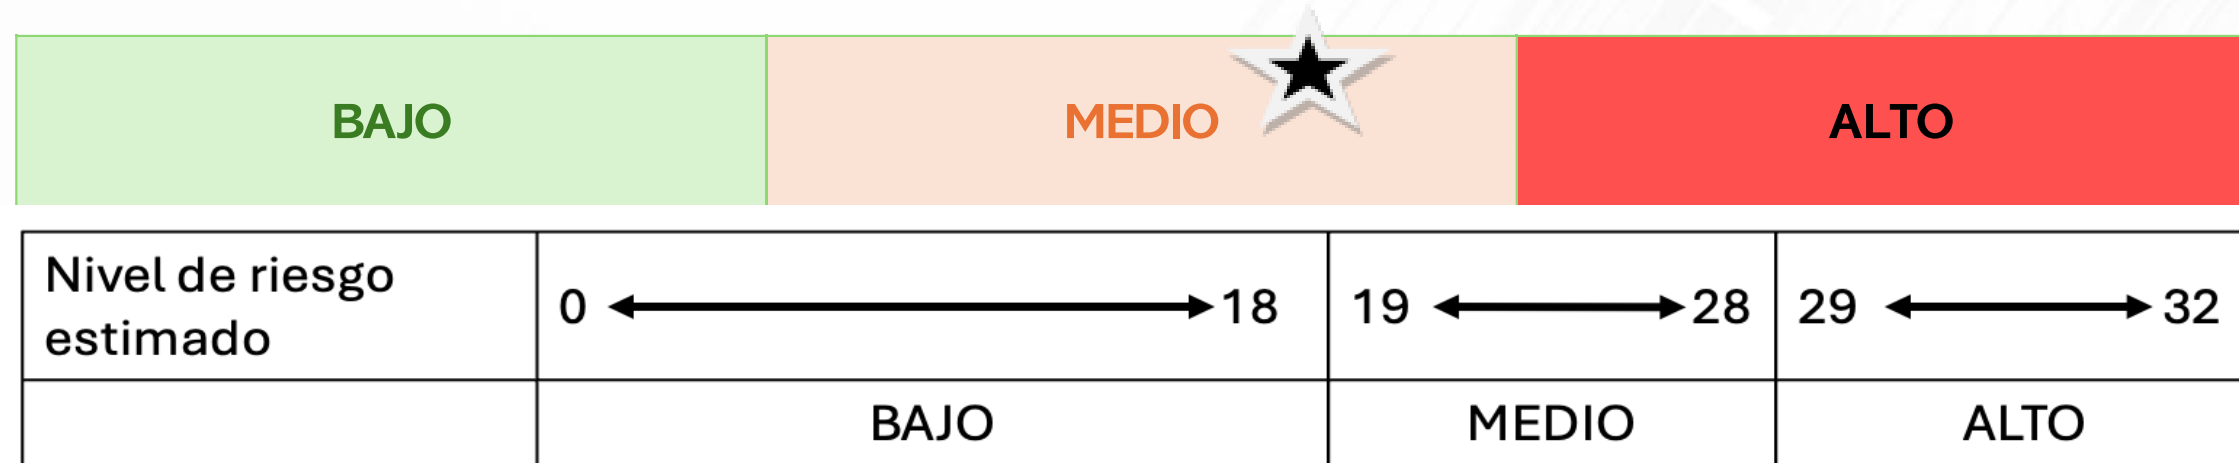 BAJO MEDIO ALTO
Nivel de riesgo
estimado
0 18 19 28 29 32
BAJO MEDIO ALTO